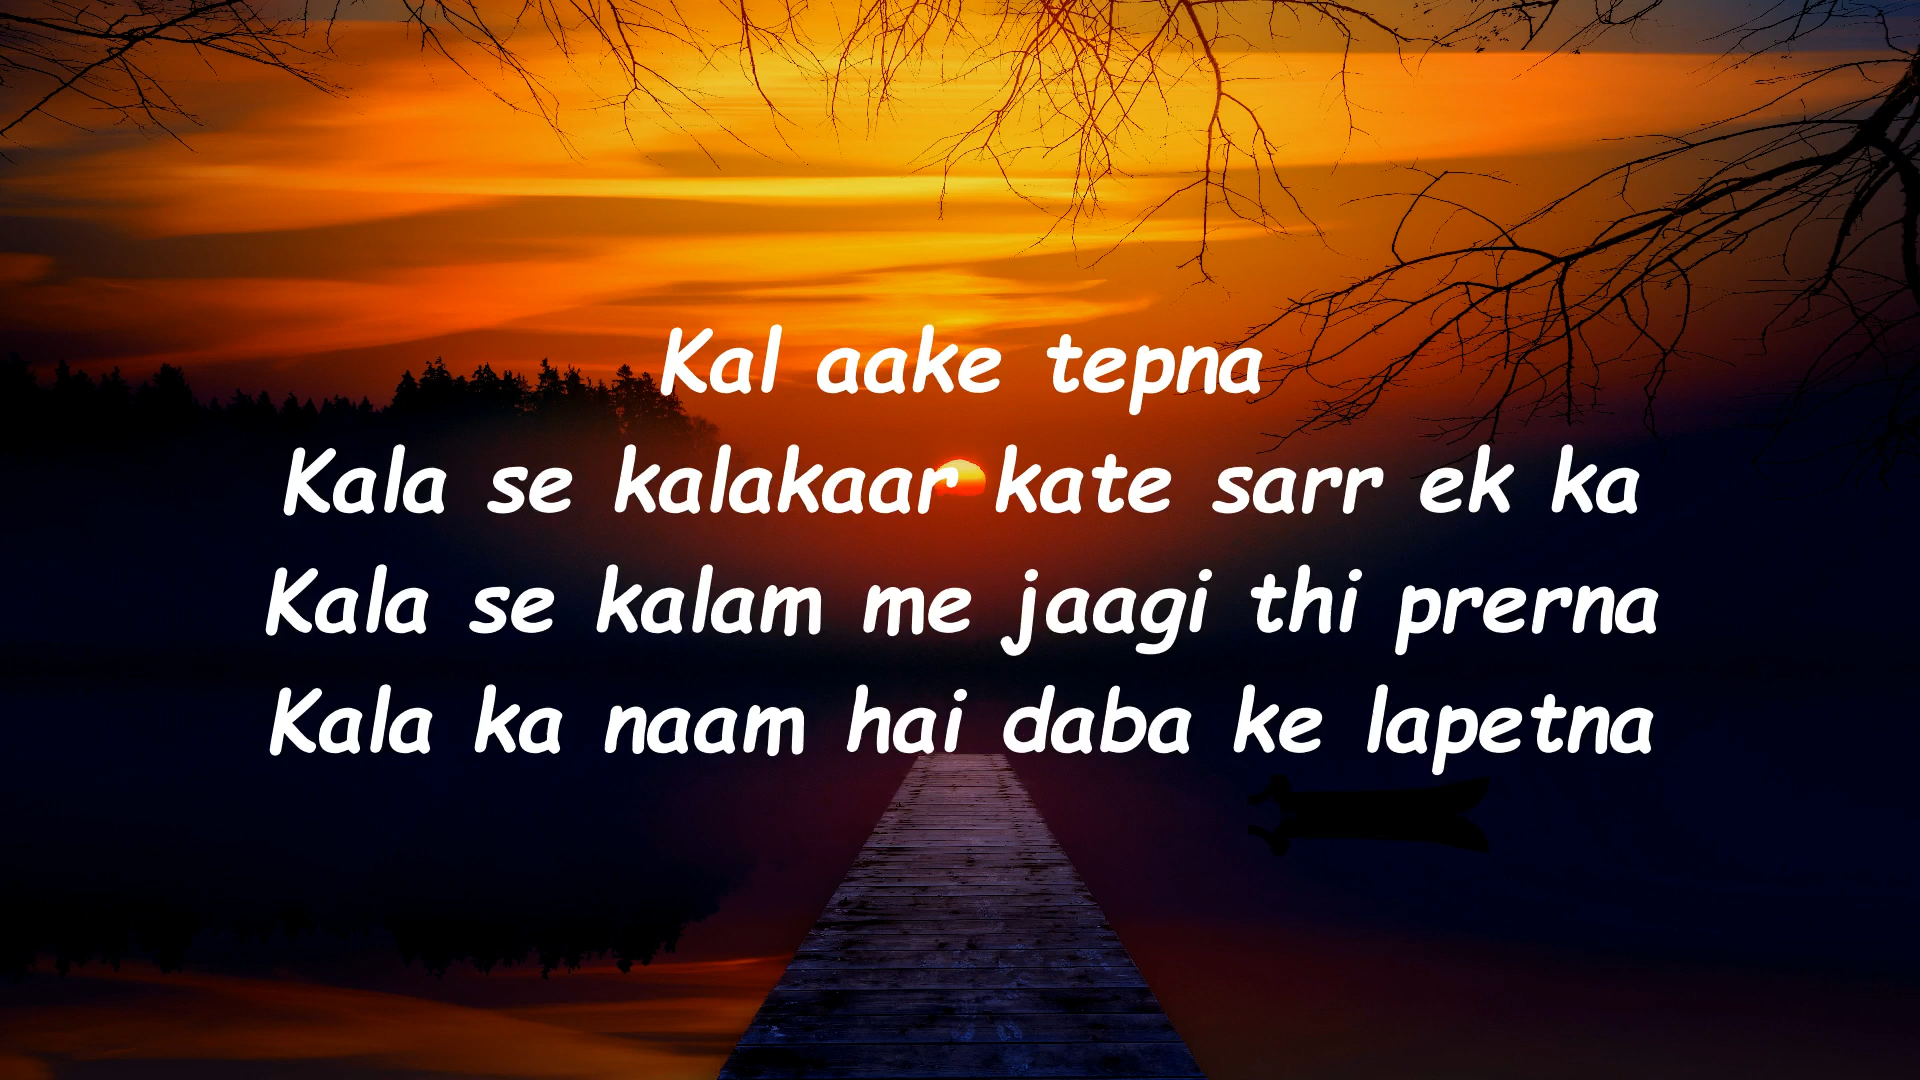 Kal aake tepna
Kala se kalakaar kate sarr ek ka
Kala se kalam me jaagi thi prerna
Kala ka naam hai daba ke lapetna